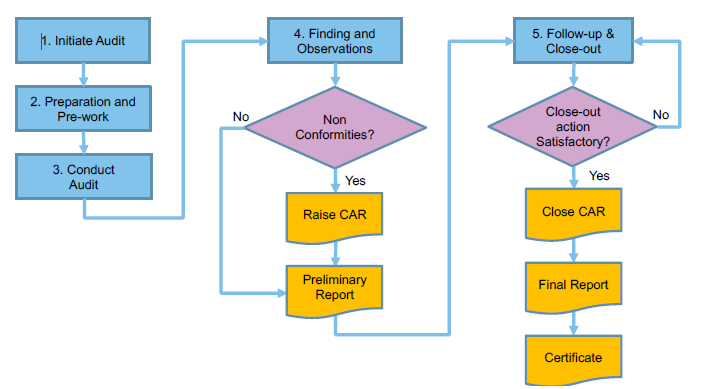 1. Initiate Audit
2. Preparation and
Pre-work
3. Conduct
Audit
4. Finding and
Observations
No
Non
Conformities?
Yes
Raise CAR
Preliminary
Report
5. Follow-up &
Close-out
Close-out
action
Satisfactory?
No
Yes
Close CAR
Final Report
Certificate